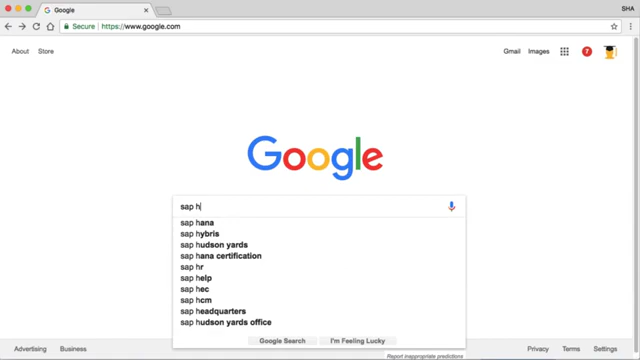 Google
SHA
Secure https://www.google.com
About Store
Gmail Images
7
Google
sap h
sap hana
sap hybris
sap hudson yards
sap hana certification
sap hr
sap help
sap hec
sap hcm
sap headquarters
sap hudson yards office
Google Search I'm Feeling Lucky
Report inappropriate predictions
Advertising Business Privacy Terms Settings